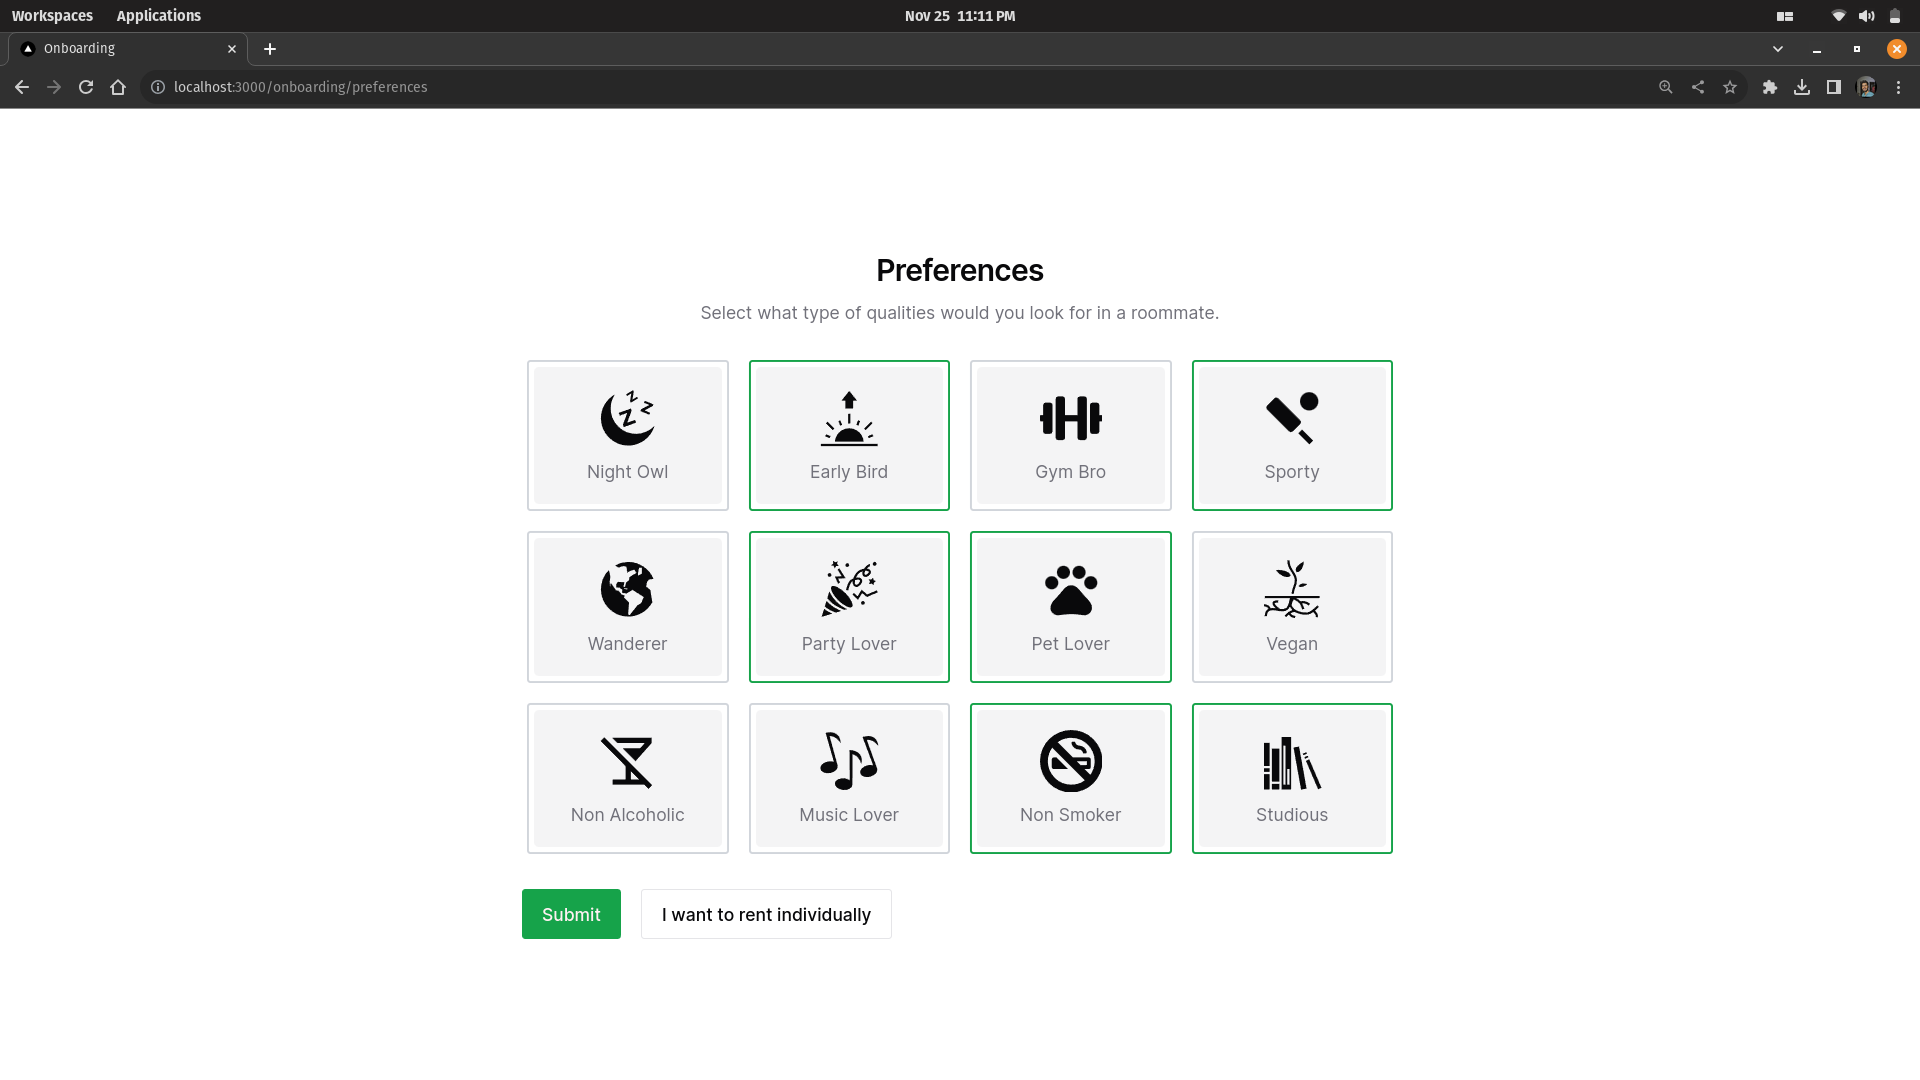 Workspaces Applications Nov 25 11:11 PM
Onboarding
localhost:3000/onboarding/preferences
Preferences
Select what type of qualities would you look for in a roommate.
Night Owl Early Bird Gym Bro Sporty
Wanderer Party Lover Pet Lover Vegan
Non Alcoholic Music Lover Non Smoker Studious
Submit I want to rent individually